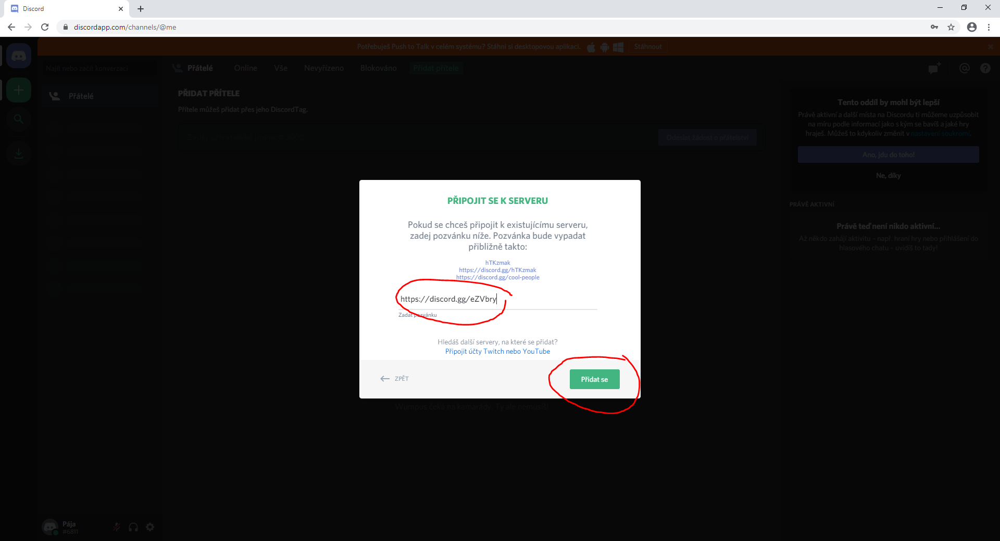 Discord
discordapp.com/channels/@me
Potřebuješ Push to Talk v celém systému? Stáhni si desktopovou aplikaci.
Stáhnout
Najít nebo začít konverzaci
Přátelé
Online
Vše
Nevyřízeno
Blokováno
Přidat přítele
Přátelé
PŘIDAT PŘÍTELE
Přítele můžeš přidat přes jeho DiscordTag.
Odeslat žádost o přátelství
Tento oddíl by mohl být lepší
Právě aktivní a další místa na Discordu ti můžeme uzpůsobit
na míru podle informací jako s kým se bavíš a jaké hry
hraješ. Můžeš to kdykoliv změnit v nastavení soukromí.
Ano, jdu do toho!
Ne, díky
PRÁVĚ AKTIVNÍ
Právě teď není nikdo aktivní...
Až někdo zahájí aktivitu – např. hraní hry nebo přihlášení do
hlasového chatu – uvidíš to tady!
PŘIPOJIT SE K SERVERU
Pokud se chceš připojit k existujícímu serveru,
zadej pozvánku níže. Pozvánka bude vypadat
přibližně takto:
hTKzmak
https://discord.gg/hTKzmak
https://discord.gg/cool-people
https://discord.gg/eZVbry
Zadat pozvánku
Hledáš další servery, na které se přidat?
Připojit účty Twitch nebo YouTube
ZPĚT
Přidat se
Wumpus čeká na kamarády. Ty ale nemusíš!
Pája
#6811